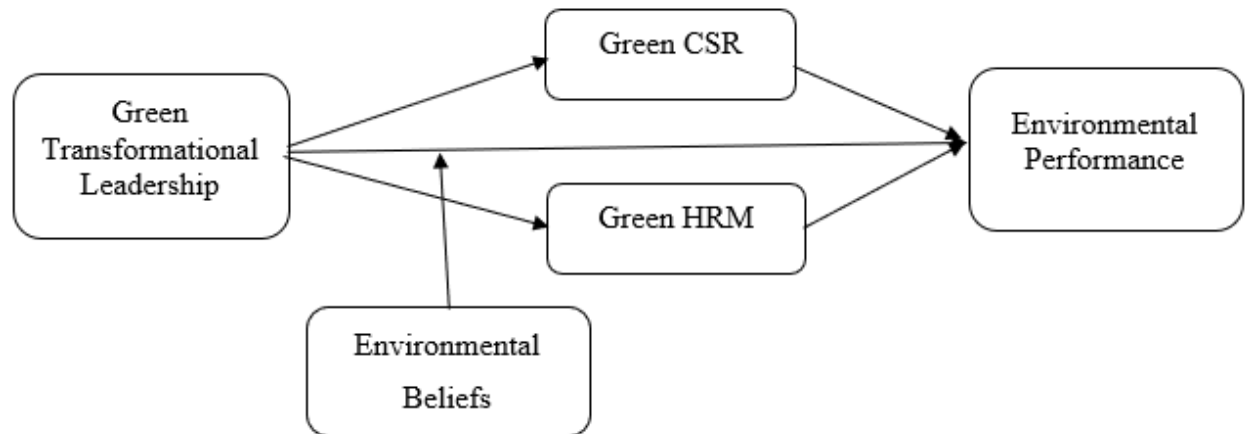 Green CSR
Green
Transformational
Leadership
Environmental
Performance
Green HRM
Environmental
Beliefs